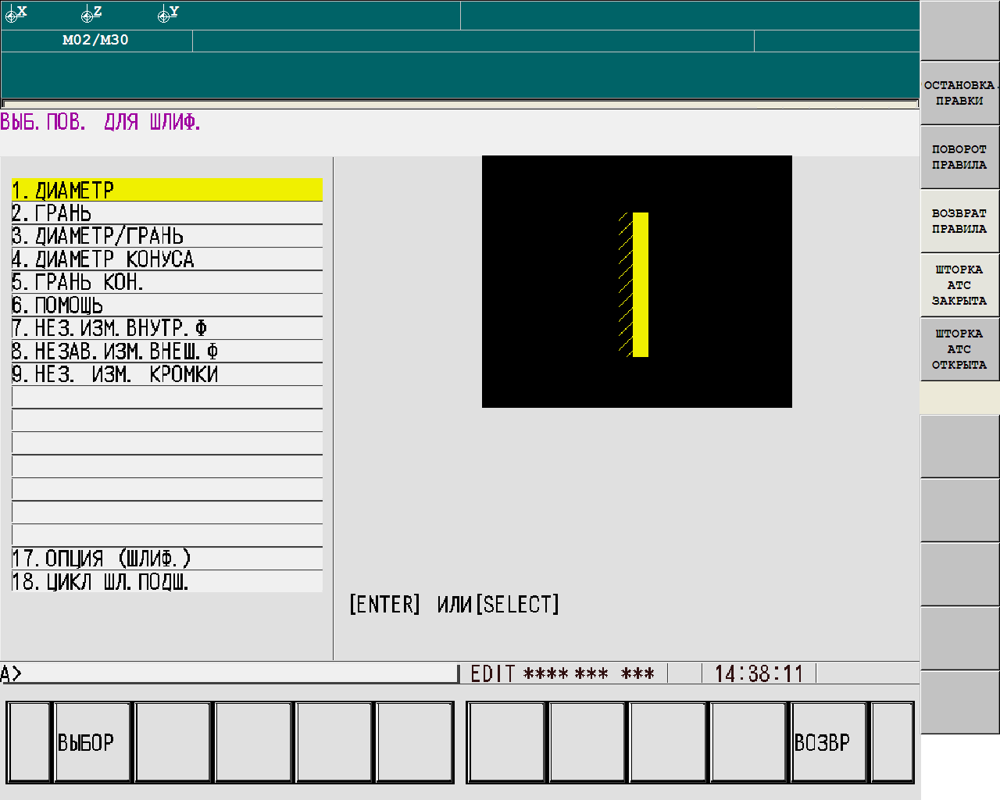 X Z Y
M02/M30
ВЫБ.ПОВ. ДЛЯ ШЛИФ.
1.ДИАМЕТР
2.ГРАНЬ
3.ДИАМЕТР/ГРАНЬ
4.ДИАМЕТР КОНУСА
5.ГРАНЬ КОН.
6.ПОМОЩЬ
7.НЕЗ.ИЗМ.ВНУТР.Ф
8.НЕЗАВ.ИЗМ.ВНЕШ.Ф
9.НЕЗ. ИЗМ. КРОМКИ
17.ОПЦИЯ (ШЛИФ.)
18.ЦИКЛ ШЛ.ПОДШ.
[ENTER] ИЛИ[SELECT]
A>
EDIT **** *** *** 14:38:11
ВЫБОР
ВОЗВР
ОСТАНОВКА.
ПРАВКИ
ПОВОРОТ
ПРАВИЛА
ВОЗВРАТ
ПРАВИЛА
ШТОРКА
АТС
ЗАКРЫТА
ШТОРКА
АТС
ОТКРЫТА